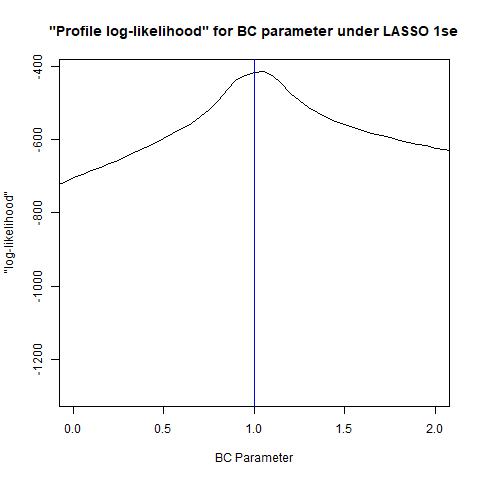 "Profile log-likelihood" for BC parameter under LASSO 1se
"log-likelihood"
-400
-600
-800
-1000
-1200
0.0 0.5 1.0 1.5 2.0
BC Parameter